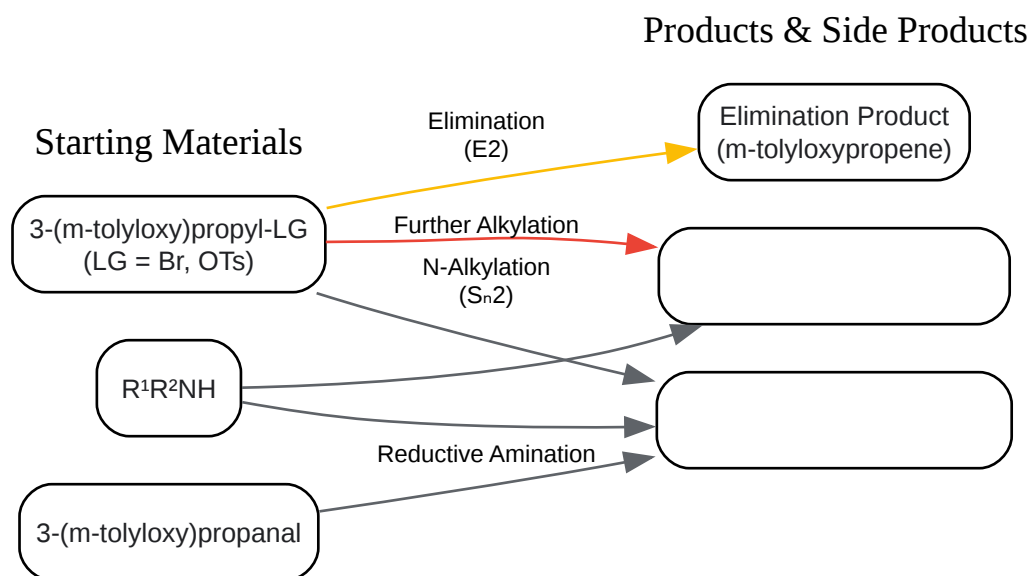 Products & Side Products
Starting Materials
Elimination
(E2)
Elimination Product
(m-tolyloxypropene)
3-(m-tolyloxy)propyl-LG
(LG = Br, OTs)
Further Alkylation
N-Alkylation
(Sₙ2)
R¹R²NH
Reductive Amination
3-(m-tolyloxy)propanal